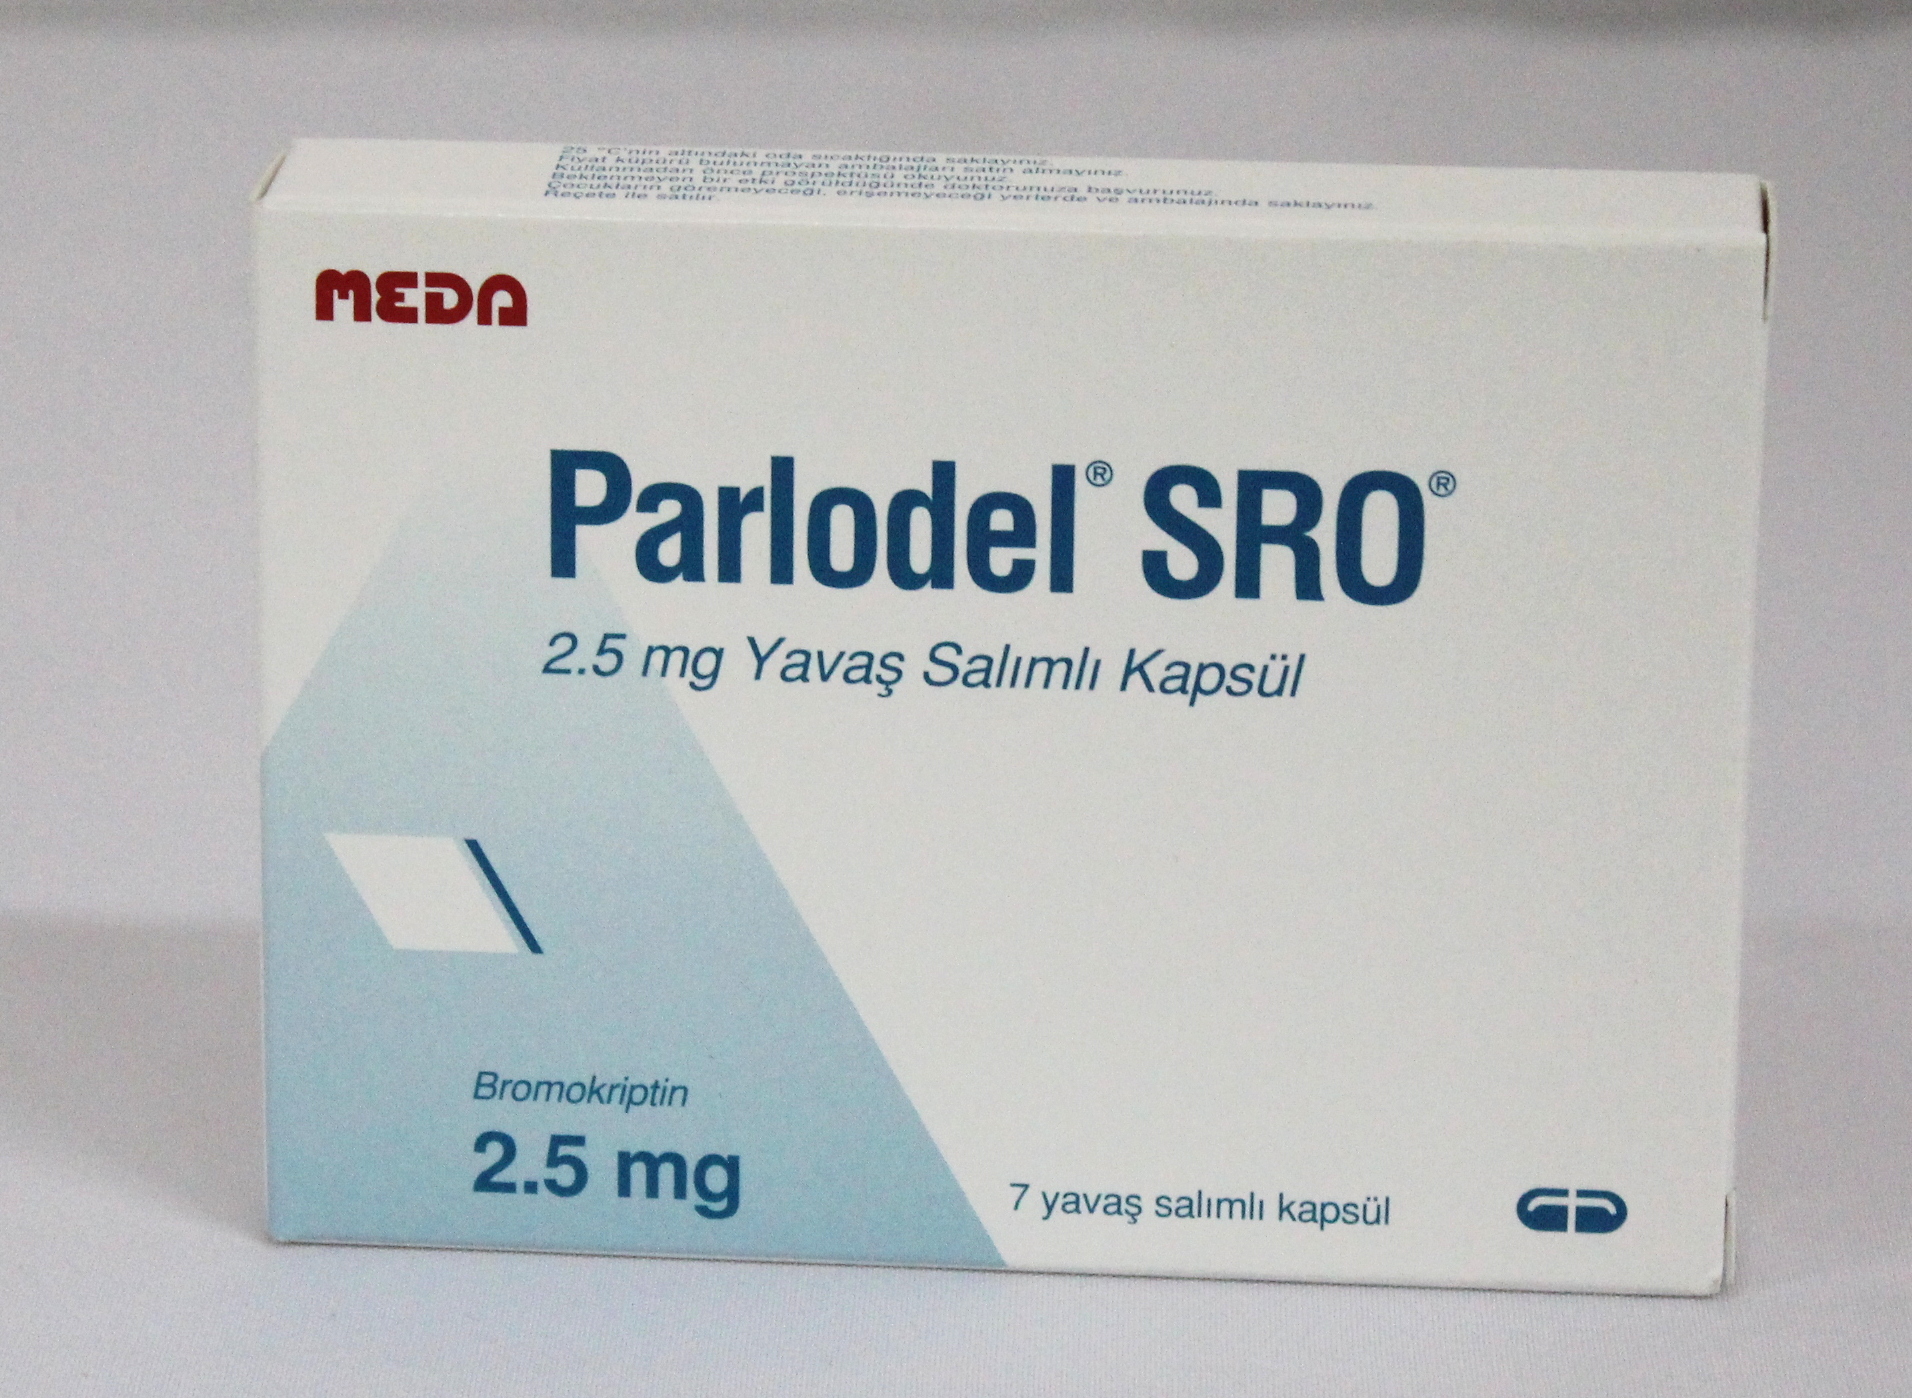 25 °C'nin altındaki oda sıcaklığında saklayınız.
Fiyat küpürü bulunmayan ambalajları satın almayınız.
Kullanmadan önce prospektüsü okuyunuz.
Beklenmeyen bir etki görüldüğünde doktorunuza başvurunuz.
Çocukların göremeyeceği, erişemeyeceği yerlerde ve ambalajında saklayınız.
Reçete ile satılır.
MEDA
Parlodel® SRO®
2.5 mg Yavaş Salımlı Kapsül
Bromokriptin
2.5 mg
7 yavaş salımlı kapsül